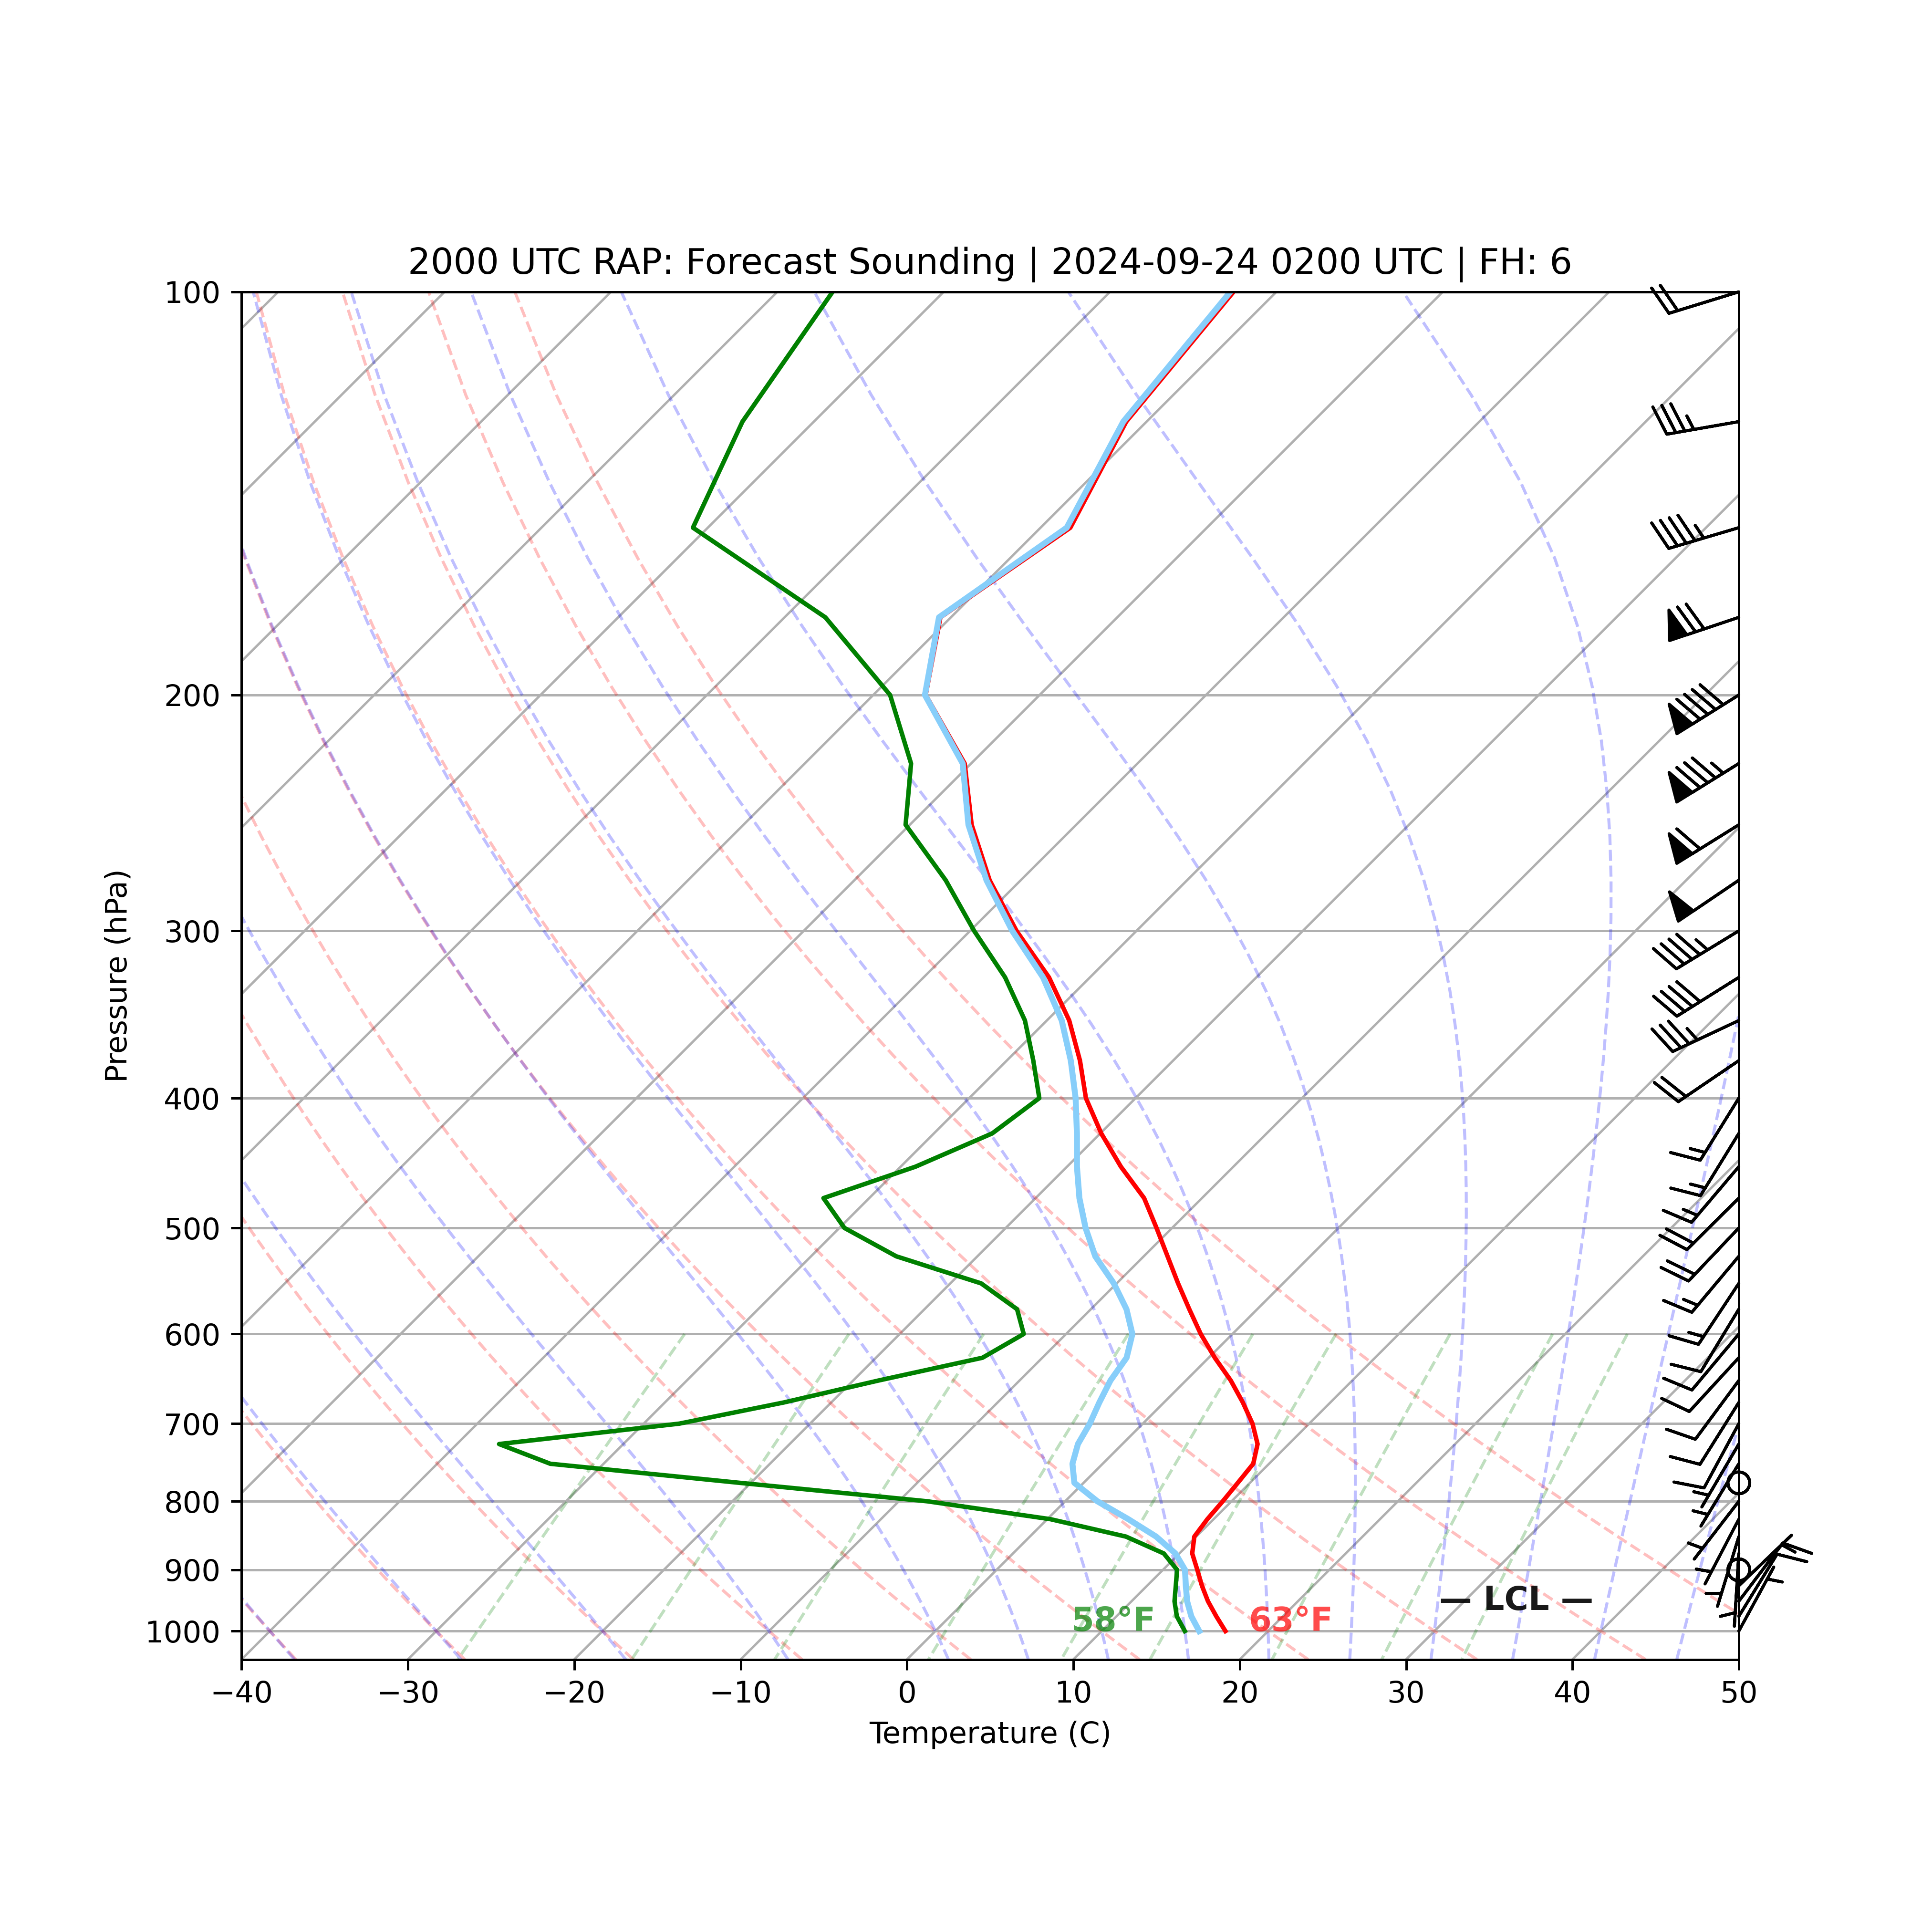 2000 UTC RAP: Forecast Sounding | 2024-09-24 0200 UTC | FH: 6
100
200
300
400
500
600
700
800
900
1000
Pressure (hPa)
58°F
63°F
— LCL —
−40 −30 −20 −10 0 10 20 30 40 50
Temperature (C)